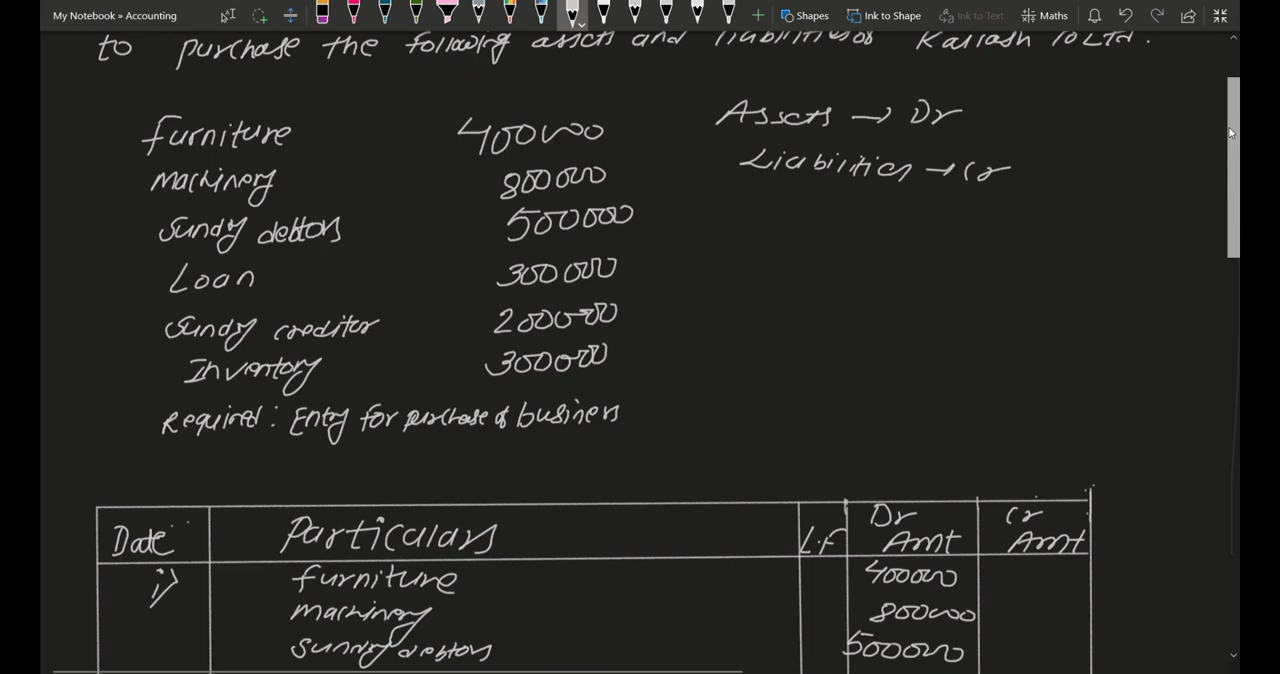 My Notebook » Accounting
Shapes Ink to Shape Ink to Text Maths
to purchase the following assets and liabilities of Kailash to Ltd.
Furniture 400000
Machinery 800000
Sundry debtors 500000
Loan 300000
Sundry creditor 200000
Inventory 300000
Assets → Dr
Liabilities → Cr
Required: Entry for purchase of business
Date Particulars L.F Dr Amt Cr Amt
i) furniture 400000
machinery 800000
Sundry debtors 500000